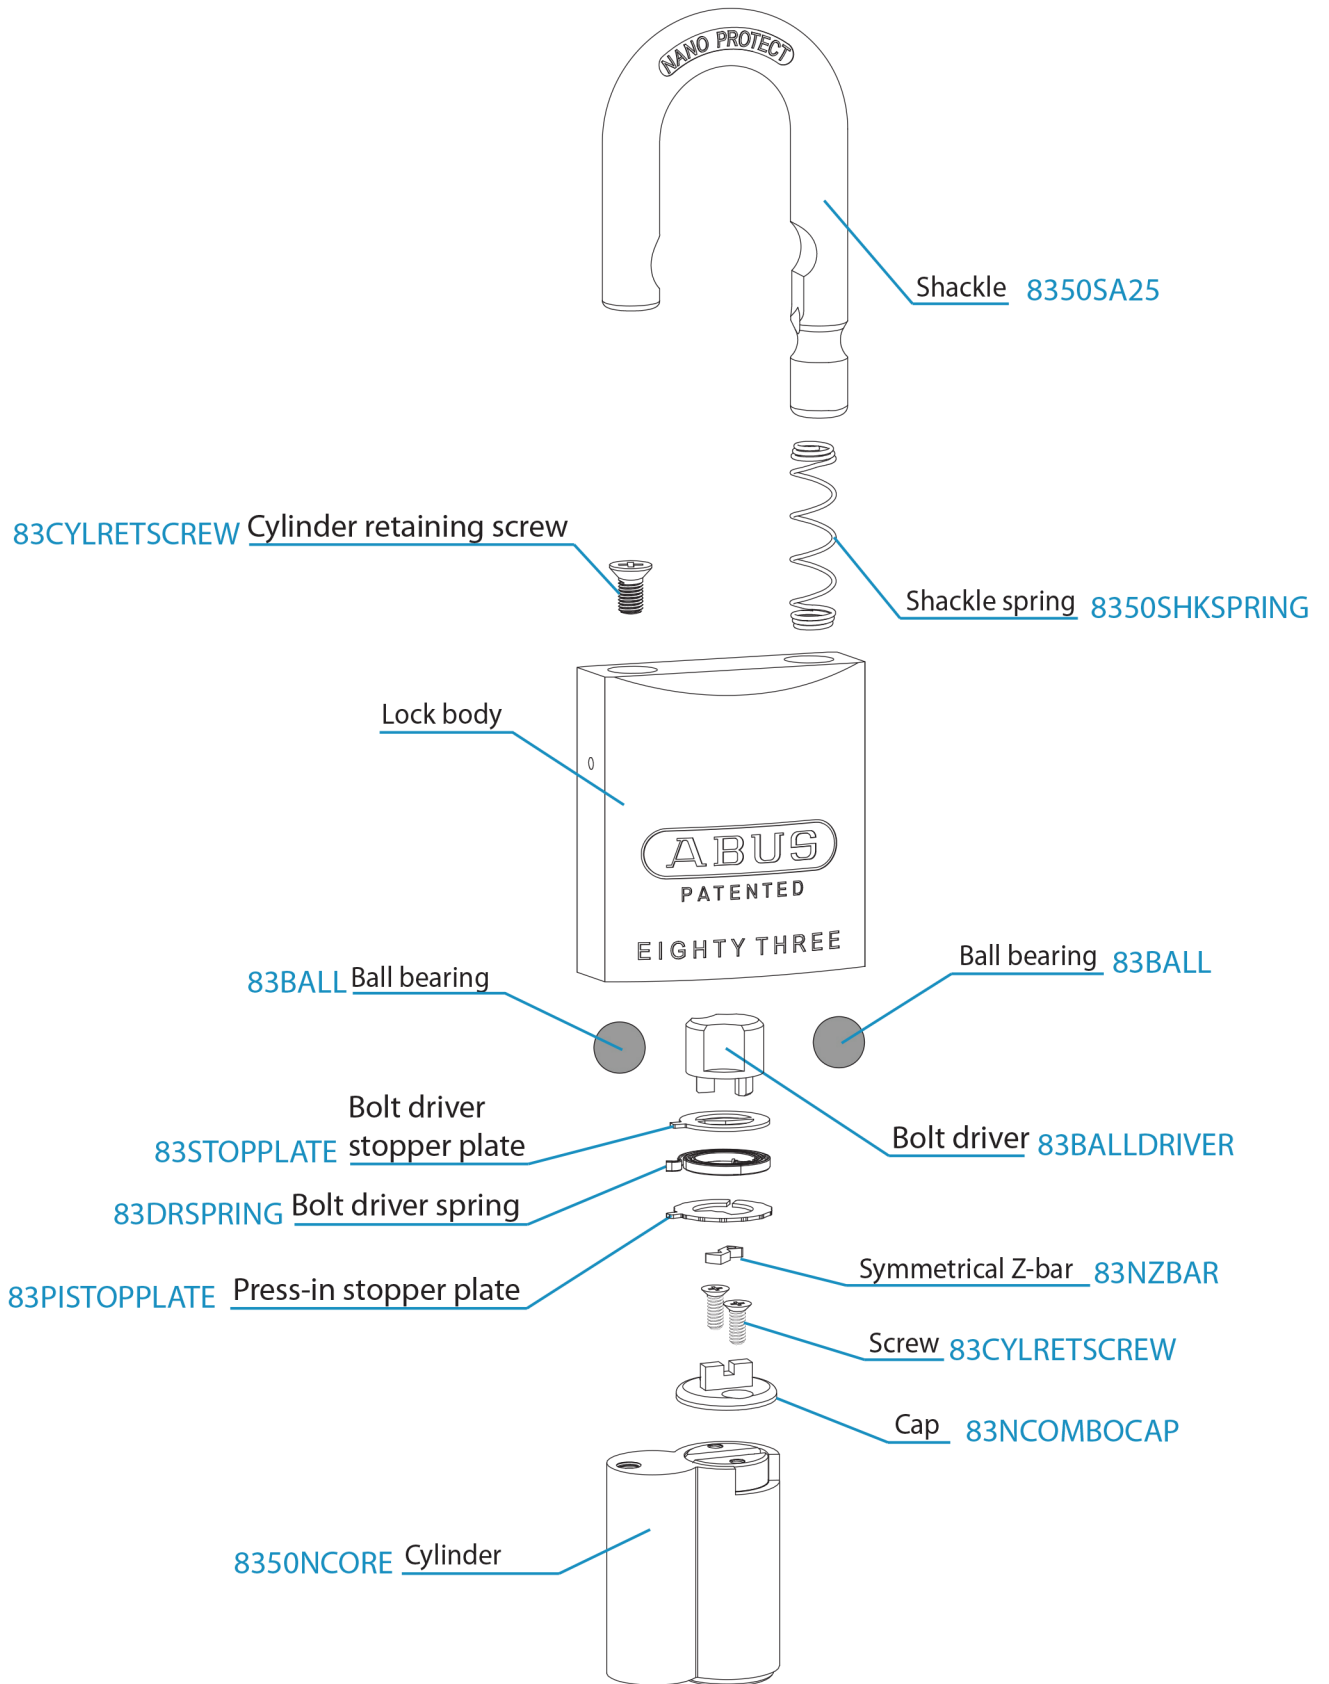 NANO PROTECT
Shackle 8350SA25
83CYLRETSCREW Cylinder retaining screw
Shackle spring 8350SHKSPRING
Lock body
ABUS
PATENTED
EIGHTY THREE
Ball bearing 83BALL
83BALL Ball bearing
Bolt driver
83STOPPLATE stopper plate
Bolt driver 83BALLDRIVER
83DRSPRING Bolt driver spring
Symmetrical Z-bar 83NZBAR
83PISTOPPLATE Press-in stopper plate
Screw 83CYLRETSCREW
Cap 83NCOMBOCAP
8350NCORE Cylinder